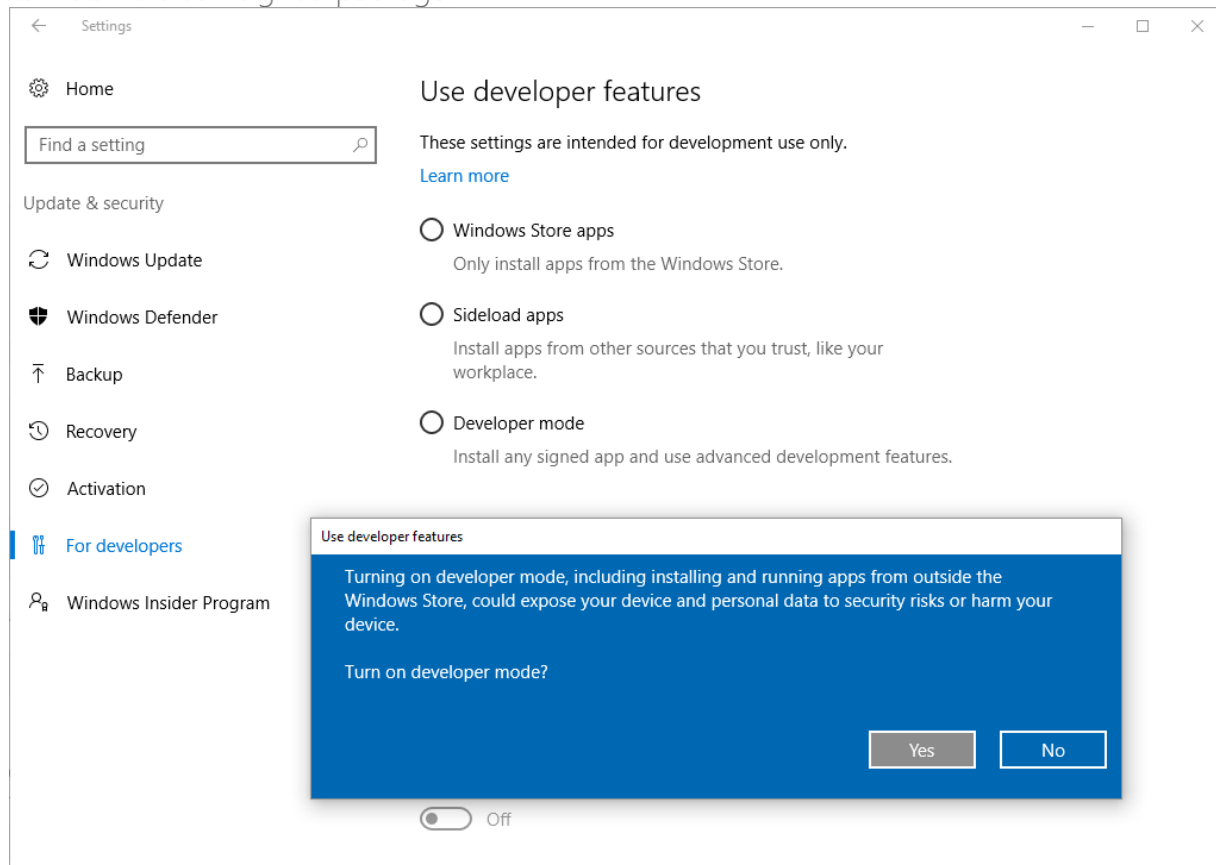 Settings
Home
Find a setting
Update & security
Windows Update
Windows Defender
Backup
Recovery
Activation
For developers
Windows Insider Program
Use developer features
These settings are intended for development use only.
Learn more
Windows Store apps
Only install apps from the Windows Store.
Sideload apps
Install apps from other sources that you trust, like your
workplace.
Developer mode
Install any signed app and use advanced development features.
Use developer features
Turning on developer mode, including installing and running apps from outside the
Windows Store, could expose your device and personal data to security risks or harm your
device.
Turn on developer mode?
Yes
No
Off